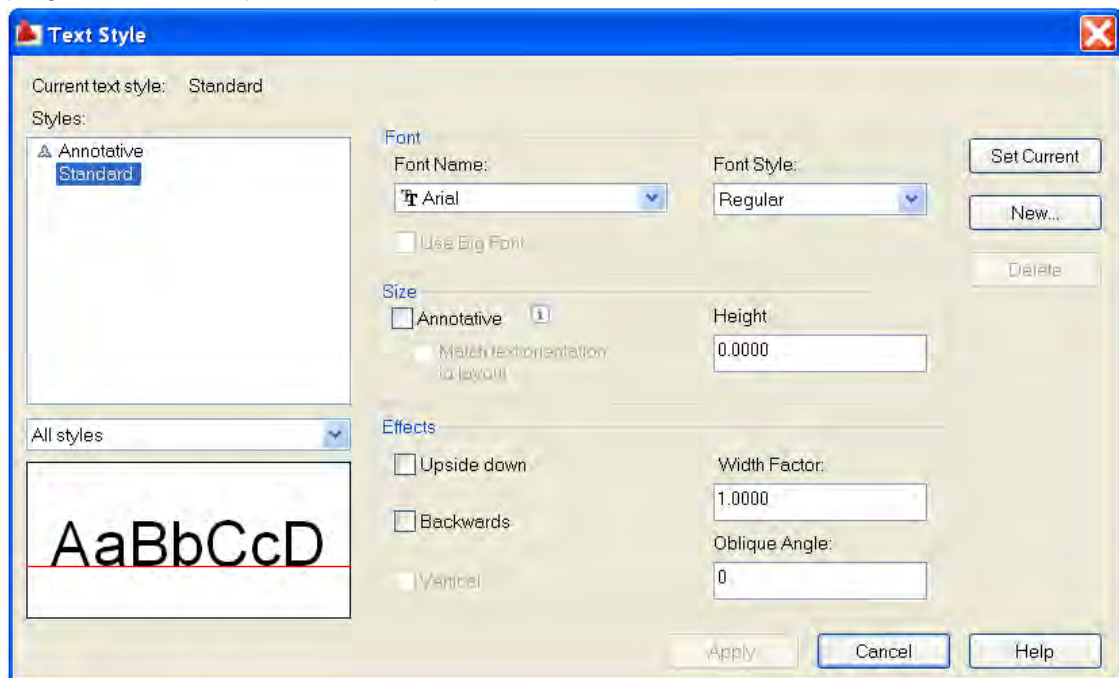 Text Style
Current text style: Standard
Styles:
Annotative
Standard
All styles
AaBbCcD
Font
Font Name:
Arial
Use Big Font
Font Style:
Regular
Size
Annotative
Match text orientation
to layout
Height
0.0000
Effects
Upside down
Backwards
Vertical
Width Factor:
1.0000
Oblique Angle:
0
Set Current
New...
Delete
Apply
Cancel
Help